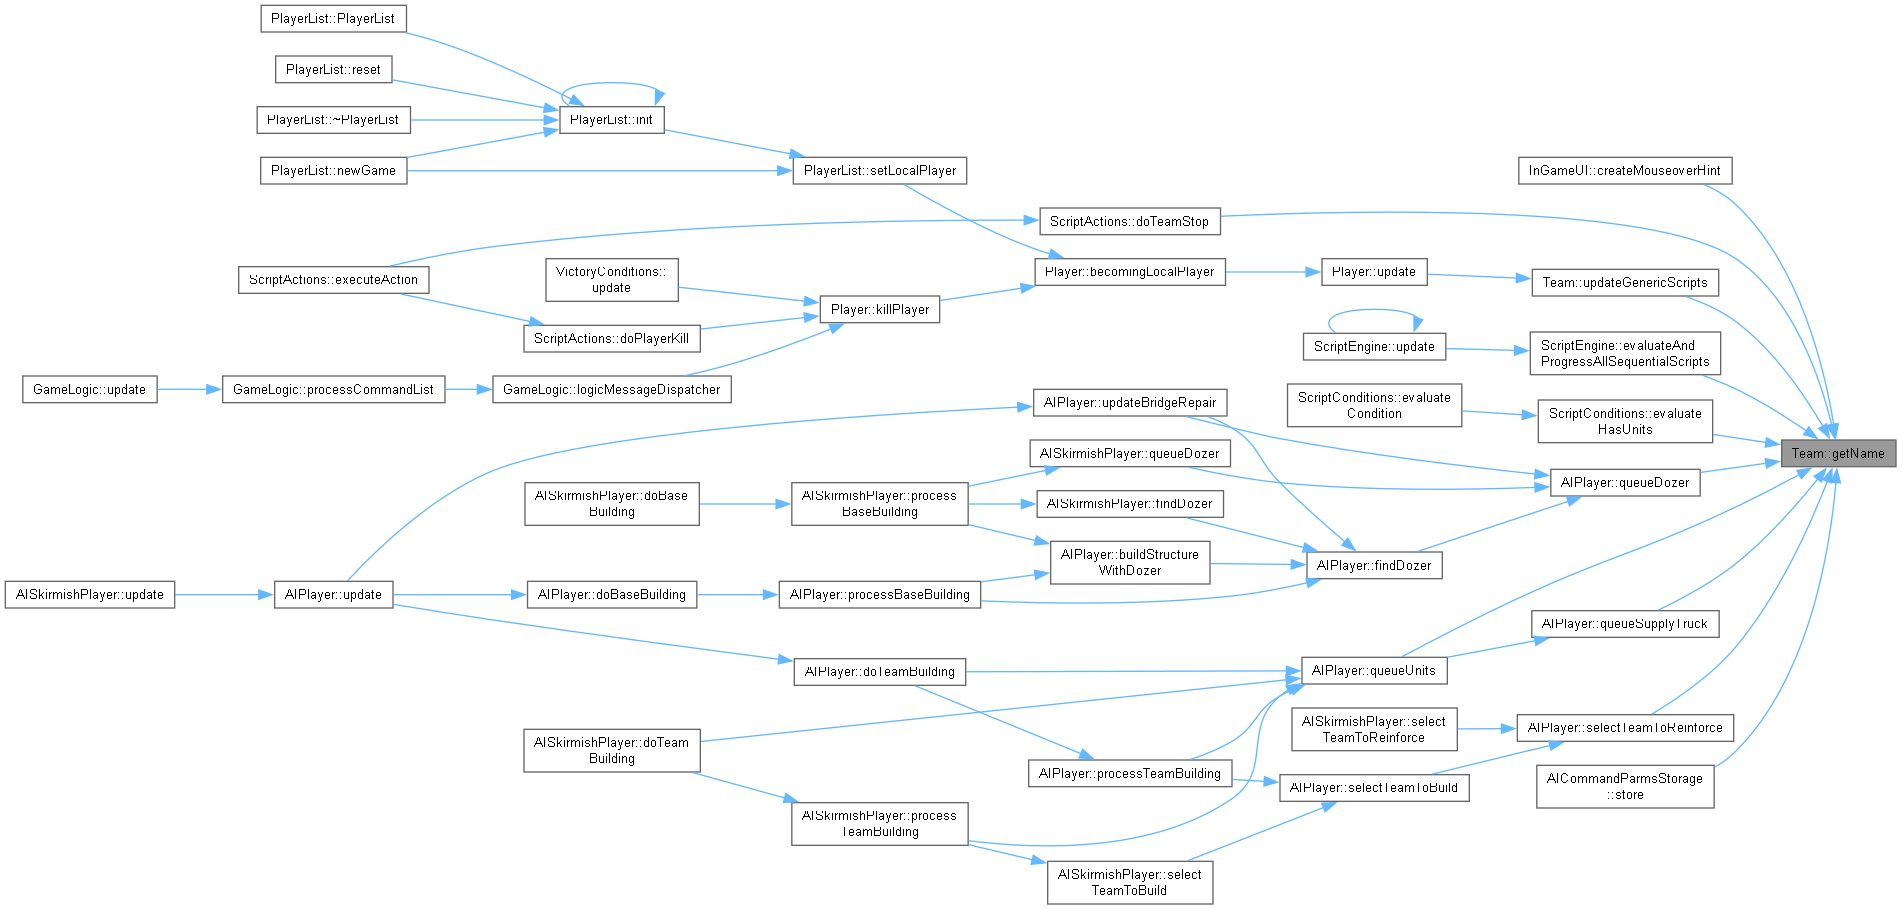 PlayerList::PlayerList
PlayerList::reset
PlayerList::~PlayerList
PlayerList::init
PlayerList::newGame
PlayerList::setLocalPlayer
InGameUI::createMouseoverHint
ScriptActions::doTeamStop
ScriptActions::executeAction
VictoryConditions::
update
Player::becomingLocalPlayer
Player::update
Team::updateGenericScripts
Player::killPlayer
ScriptActions::doPlayerKill
ScriptEngine::update
ScriptEngine::evaluateAnd
ProgressAllSequentialScripts
GameLogic::update
GameLogic::processCommandList
GameLogic::logicMessageDispatcher
AIPlayer::updateBridgeRepair
ScriptConditions::evaluate
Condition
ScriptConditions::evaluate
HasUnits
Team::getName
AISkirmishPlayer::queueDozer
AIPlayer::queueDozer
AISkirmishPlayer::doBase
Building
AISkirmishPlayer::process
BaseBuilding
AISkirmishPlayer::findDozer
AIPlayer::buildStructure
WithDozer
AIPlayer::findDozer
AISkirmishPlayer::update
AIPlayer::update
AIPlayer::doBaseBuilding
AIPlayer::processBaseBuilding
AIPlayer::queueSupplyTruck
AIPlayer::doTeamBuilding
AIPlayer::queueUnits
AISkirmishPlayer::select
TeamToReinforce
AIPlayer::selectTeamToReinforce
AISkirmishPlayer::doTeam
Building
AIPlayer::processTeamBuilding
AIPlayer::selectTeamToBuild
AICommandParmsStorage
::store
AISkirmishPlayer::process
TeamBuilding
AISkirmishPlayer::select
TeamToBuild